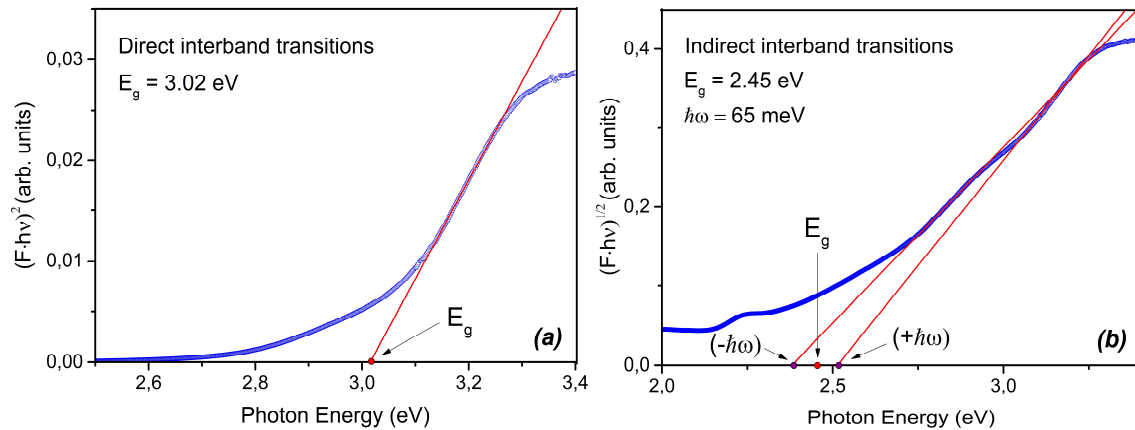 Direct interband transitions
E_g = 3.02 eV
(F·hν)^2 (arb. units)
0,03
0,02
0,01
0,00
E_g
(a)
2,6 2,8 3,0 3,2 3,4
Photon Energy (eV)
Indirect interband transitions
E_g = 2.45 eV
ħω = 65 meV
(F·hν)^1/2 (arb. units)
0,4
0,2
0,0
E_g
(-ħω)
(+ħω)
(b)
2,0 2,5 3,0
Photon Energy (eV)